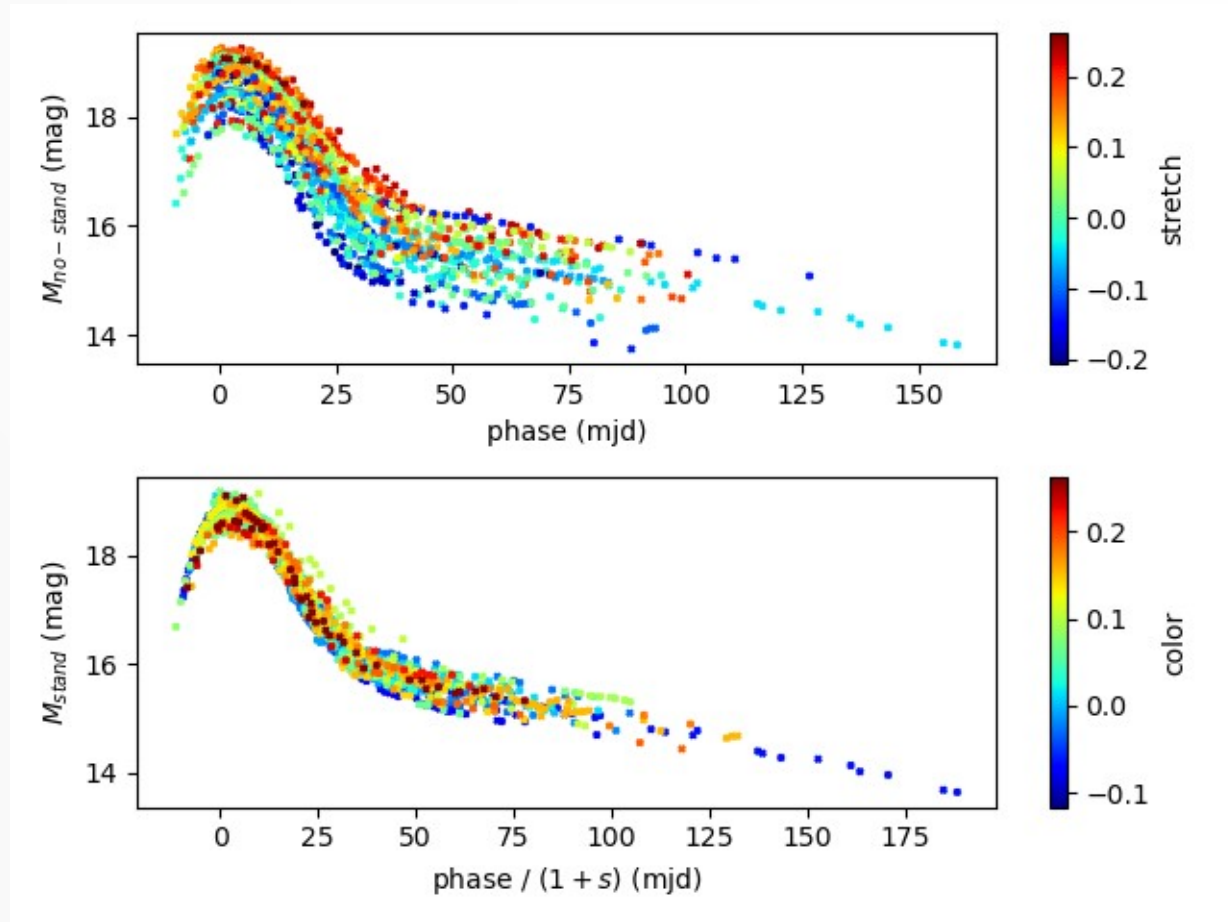 M_{no-stand} (mag)
18
16
14
0 25 50 75 100 125 150
phase (mjd)
0.2
0.1
0.0
−0.1
−0.2
stretch
M_{stand} (mag)
18
16
14
0 25 50 75 100 125 150 175
phase / (1 + s) (mjd)
0.2
0.1
0.0
−0.1
color